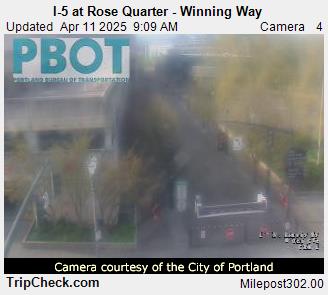 I-5 at Rose Quarter - Winning Way
Updated Apr 11 2025 9:09 AM Camera 4
PBOT
PORTLAND BUREAU OF TRANSPORTATION
Camera courtesy of the City of Portland
TripCheck.com Milepost302.00